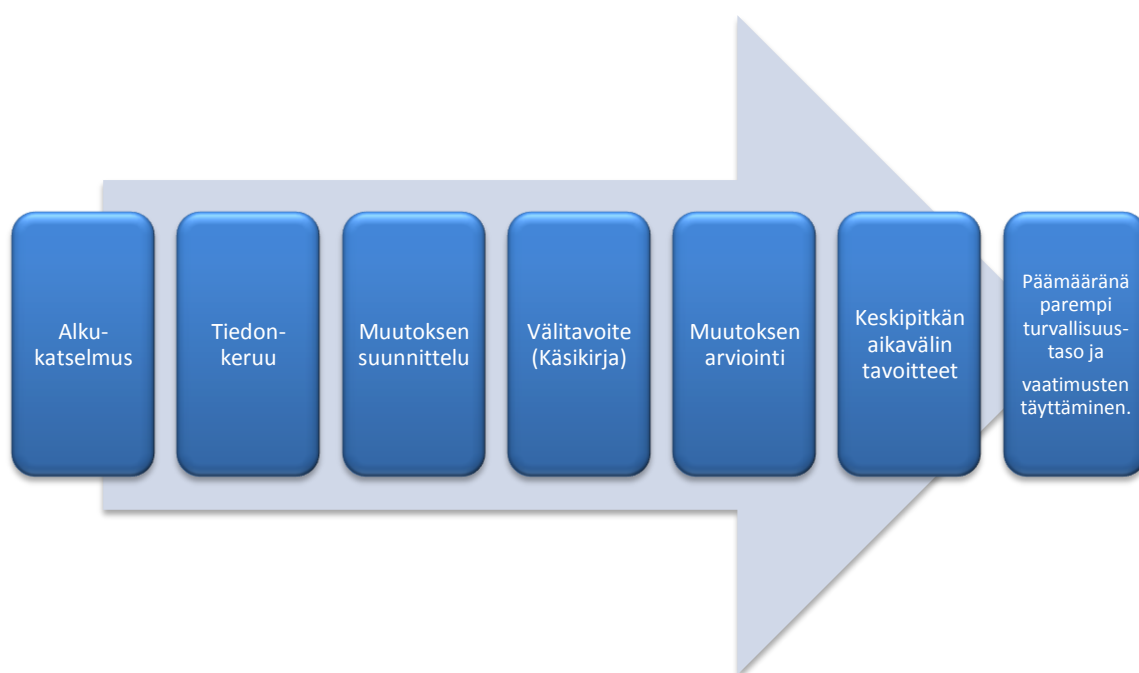 Alku-
katselmus
Tiedon-
keruu
Muutoksen
suunnittelu
Välitavoite
(Käsikirja)
Muutoksen
arviointi
Keskipitkän
aikavälin
tavoitteet
Päämääränä
parempi
turvallisuus-
taso ja
vaatimusten
täyttäminen.